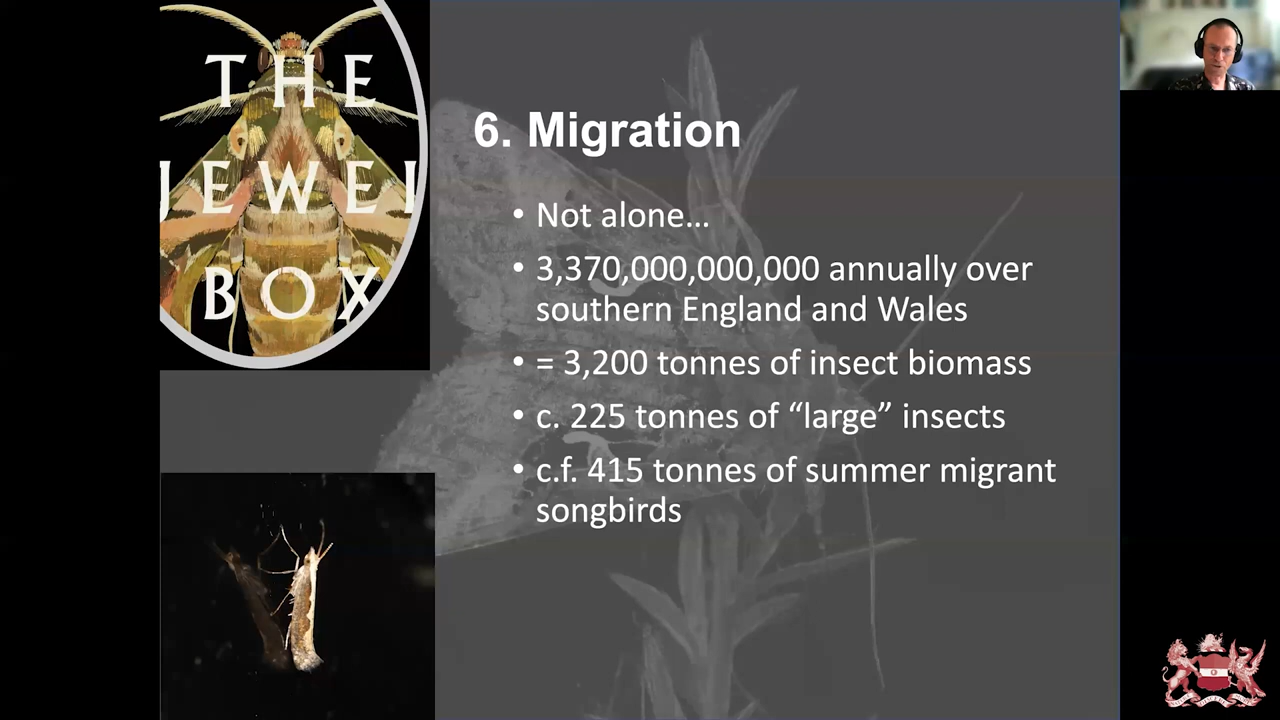 THE
JEWEL
BOX
6. Migration
• Not alone…
• 3,370,000,000,000 annually over
southern England and Wales
• = 3,200 tonnes of insect biomass
• c. 225 tonnes of “large” insects
• c.f. 415 tonnes of summer migrant
songbirds